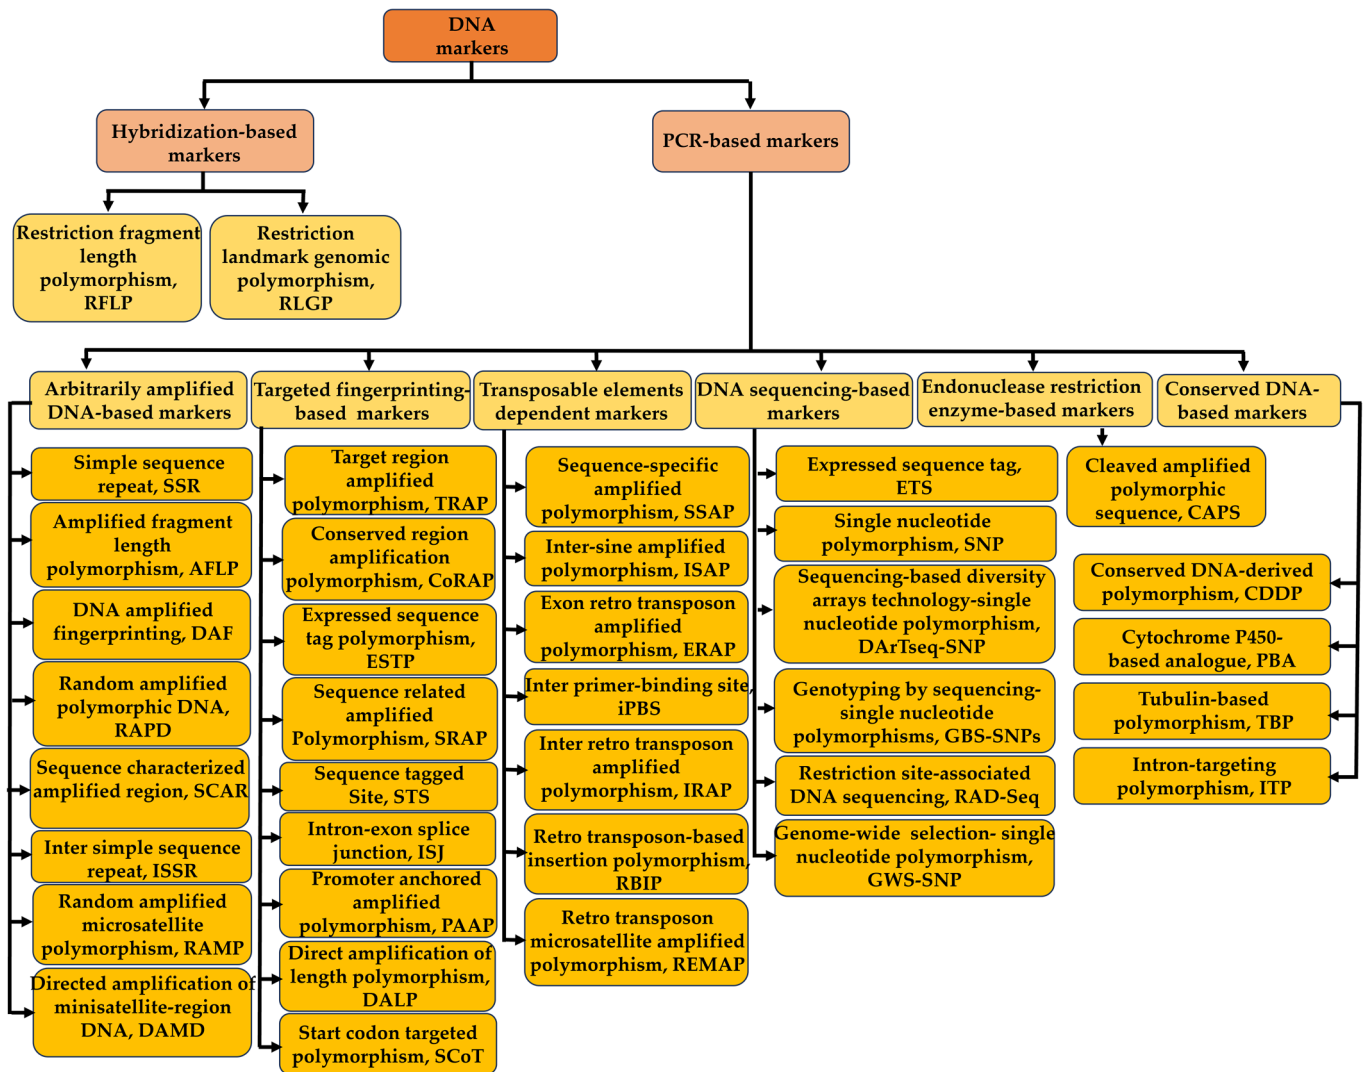 DNA
markers
Hybridization-based
markers
PCR-based markers
Restriction fragment
length
polymorphism,
RFLP
Restriction
landmark genomic
polymorphism,
RLGP
Arbitrarily amplified
DNA-based markers
Simple sequence
repeat, SSR
Amplified fragment
length
polymorphism, AFLP
DNA amplified
fingerprinting, DAF
Random amplified
polymorphic DNA,
RAPD
Sequence characterized
amplified region, SCAR
Inter simple sequence
repeat, ISSR
Random amplified
microsatellite
polymorphism, RAMP
Directed amplification of
minisatellite-region
DNA, DAMD
Targeted fingerprinting-
based markers
Target region
amplified
polymorphism, TRAP
Conserved region
amplification
polymorphism, CoRAP
Expressed sequence
tag polymorphism,
ESTP
Sequence related
amplified
Polymorphism, SRAP
Sequence tagged
Site, STS
Intron-exon splice
junction, ISJ
Promoter anchored
amplified
polymorphism, PAAP
Direct amplification of
length polymorphism,
DALP
Start codon targeted
polymorphism, SCoT
Transposable elements
dependent markers
Sequence-specific
amplified
polymorphism, SSAP
Inter-sine amplified
polymorphism, ISAP
Exon retro transposon
amplified
polymorphism, ERAP
Inter primer-binding site,
iPBS
Inter retro transposon
amplified
polymorphism, IRAP
Retro transposon-based
insertion polymorphism,
RBIP
Retro transposon
microsatellite amplified
polymorphism, REMAP
DNA sequencing-based
markers
Expressed sequence tag,
ETS
Single nucleotide
polymorphism, SNP
Sequencing-based diversity
arrays technology-single
nucleotide polymorphism,
DArTseq-SNP
Genotyping by sequencing-
single nucleotide
polymorphisms, GBS-SNPs
Restriction site-associated
DNA sequencing, RAD-Seq
Genome-wide selection- single
nucleotide polymorphism,
GWS-SNP
Endonuclease restriction
enzyme-based markers
Cleaved amplified
polymorphic
sequence, CAPS
Conserved DNA-
based markers
Conserved DNA-derived
polymorphism, CDDP
Cytochrome P450-
based analogue, PBA
Tubulin-based
polymorphism, TBP
Intron-targeting
polymorphism, ITP